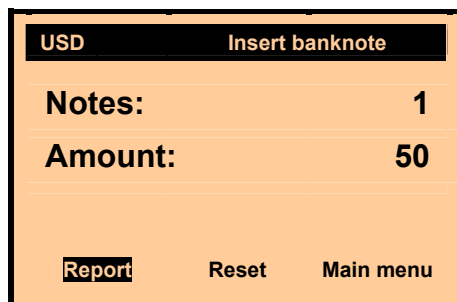 USD Insert banknote
Notes: 1
Amount: 50
Report Reset Main menu